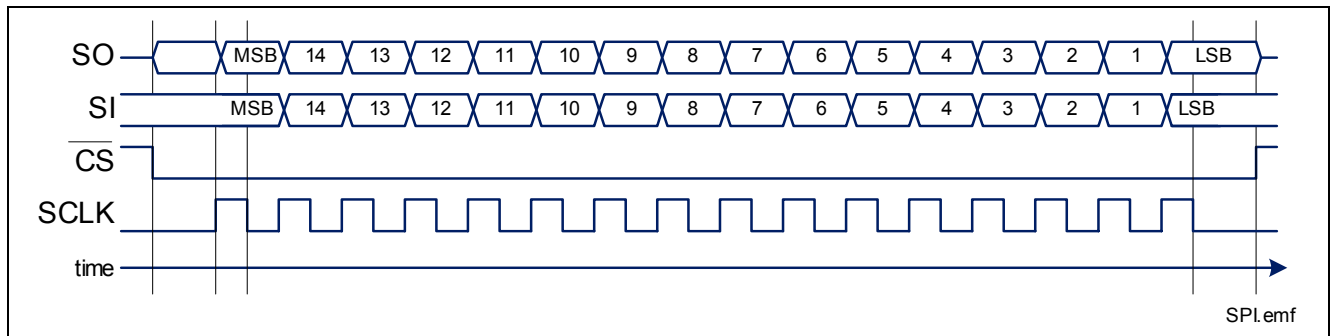 SO MSB 14 13 12 11 10 9 8 7 6 5 4 3 2 1 LSB
SI MSB 14 13 12 11 10 9 8 7 6 5 4 3 2 1 LSB
CS
SCLK
time
SPI.emf